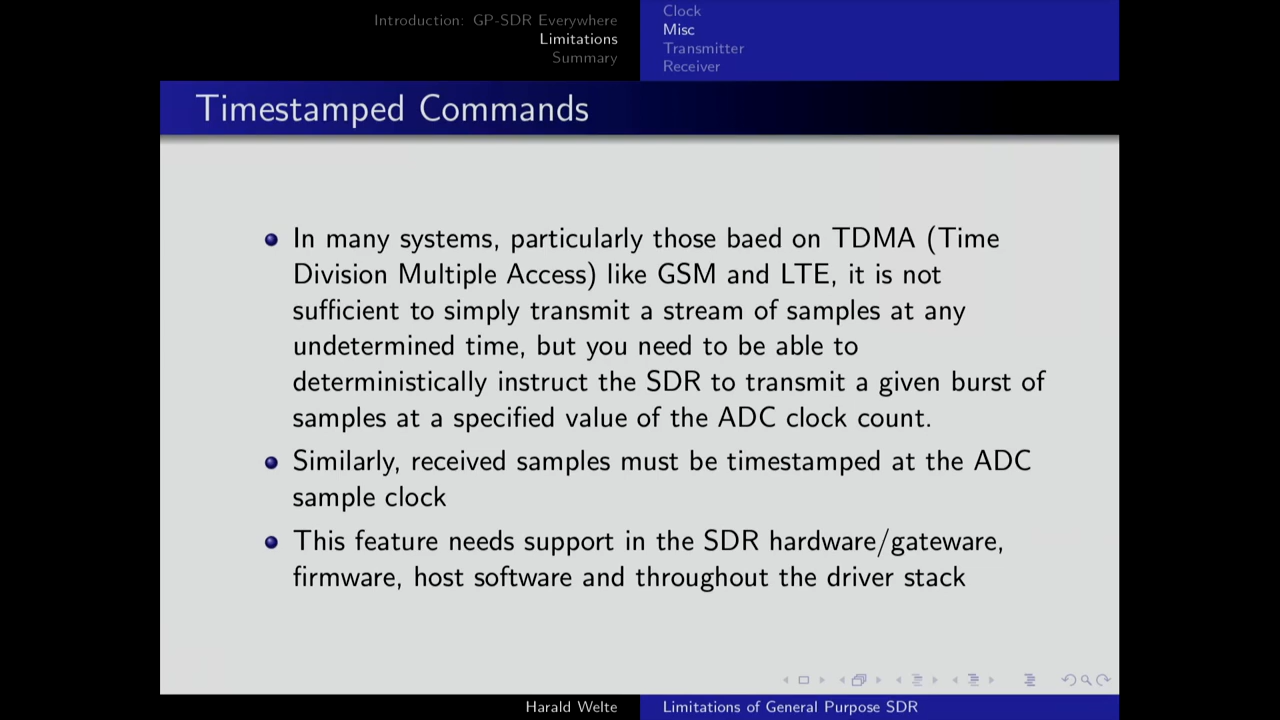 Introduction: GP-SDR Everywhere
Limitations
Summary
Clock
Misc
Transmitter
Receiver
Timestamped Commands
In many systems, particularly those baed on TDMA (Time
Division Multiple Access) like GSM and LTE, it is not
sufficient to simply transmit a stream of samples at any
undetermined time, but you need to be able to
deterministically instruct the SDR to transmit a given burst of
samples at a specified value of the ADC clock count.
Similarly, received samples must be timestamped at the ADC
sample clock
This feature needs support in the SDR hardware/gateware,
firmware, host software and throughout the driver stack
Harald Welte
Limitations of General Purpose SDR